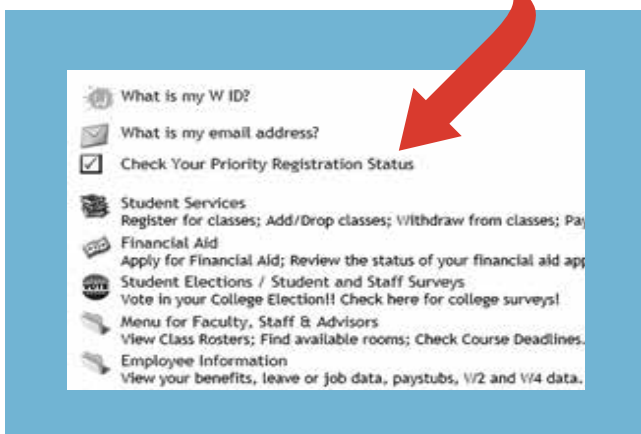 What is my W ID?
What is my email address?
Check Your Priority Registration Status
Student Services
Register for classes; Add/Drop classes; Withdraw from classes; Pay
Financial Aid
Apply for Financial Aid; Review the status of your financial aid app
VOTE
Student Elections / Student and Staff Surveys
Vote in your College Election!! Check here for college surveys!
Menu for Faculty, Staff & Advisors
View Class Rosters; Find available rooms; Check Course Deadlines.
Employee Information
View your benefits, leave or job data, paystubs, W2 and W4 data.